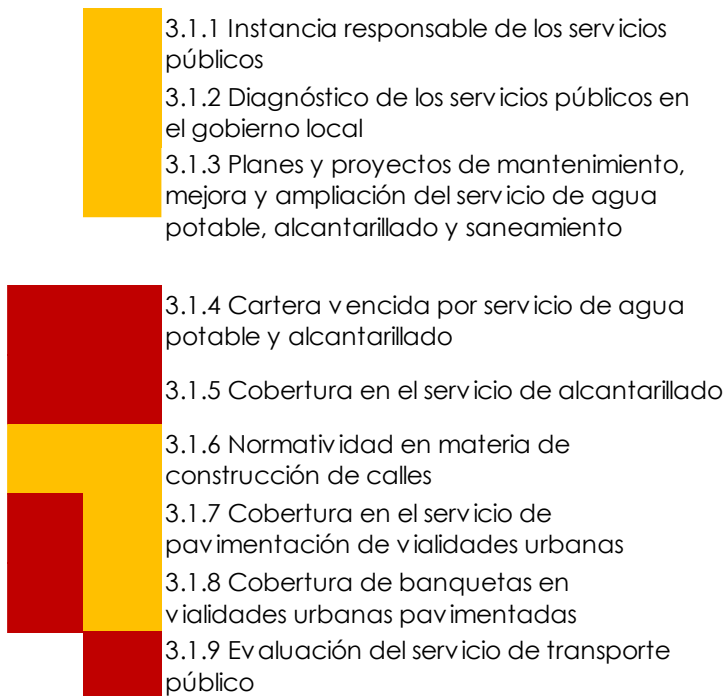 3.1.1 Instancia responsable de los servicios
públicos
3.1.2 Diagnóstico de los servicios públicos en
el gobierno local
3.1.3 Planes y proyectos de mantenimiento,
mejora y ampliación del servicio de agua
potable, alcantarillado y saneamiento
3.1.4 Cartera vencida por servicio de agua
potable y alcantarillado
3.1.5 Cobertura en el servicio de alcantarillado
3.1.6 Normatividad en materia de
construcción de calles
3.1.7 Cobertura en el servicio de
pavimentación de vialidades urbanas
3.1.8 Cobertura de banquetas en
vialidades urbanas pavimentadas
3.1.9 Evaluación del servicio de transporte
público